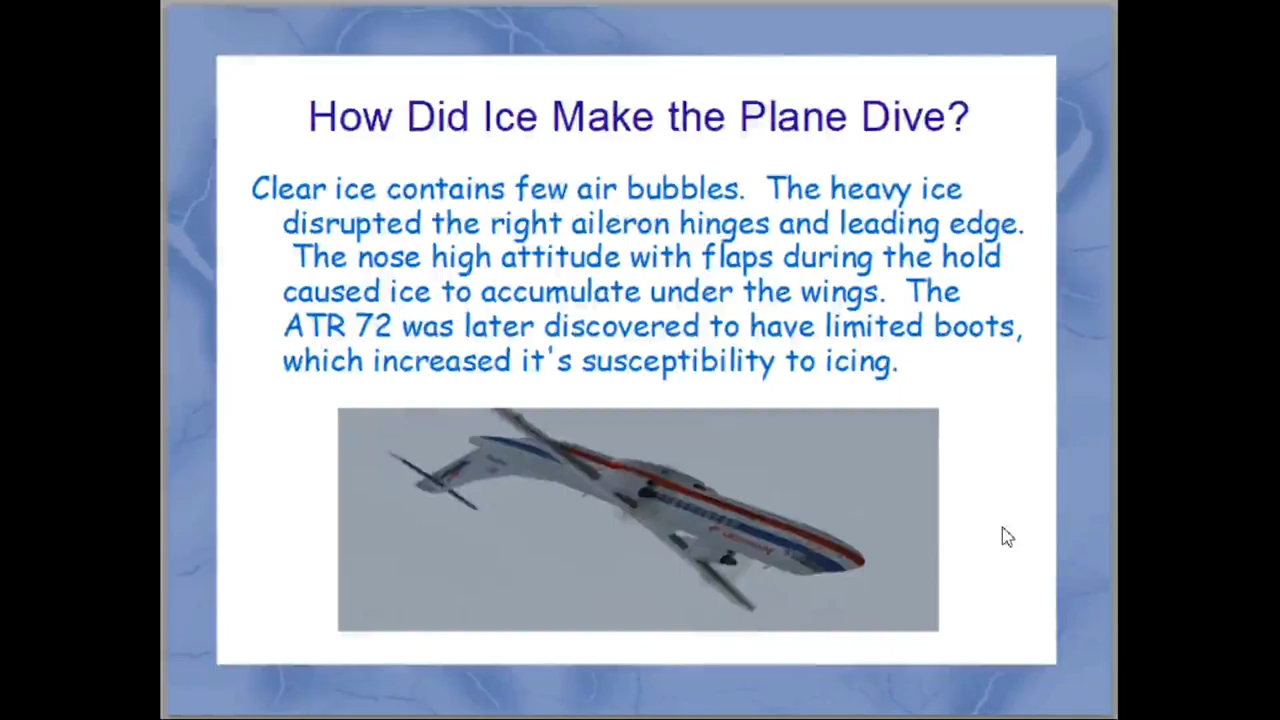 How Did Ice Make the Plane Dive?
Clear ice contains few air bubbles. The heavy ice
disrupted the right aileron hinges and leading edge.
The nose high attitude with flaps during the hold
caused ice to accumulate under the wings. The
ATR 72 was later discovered to have limited boots,
which increased it's susceptibility to icing.